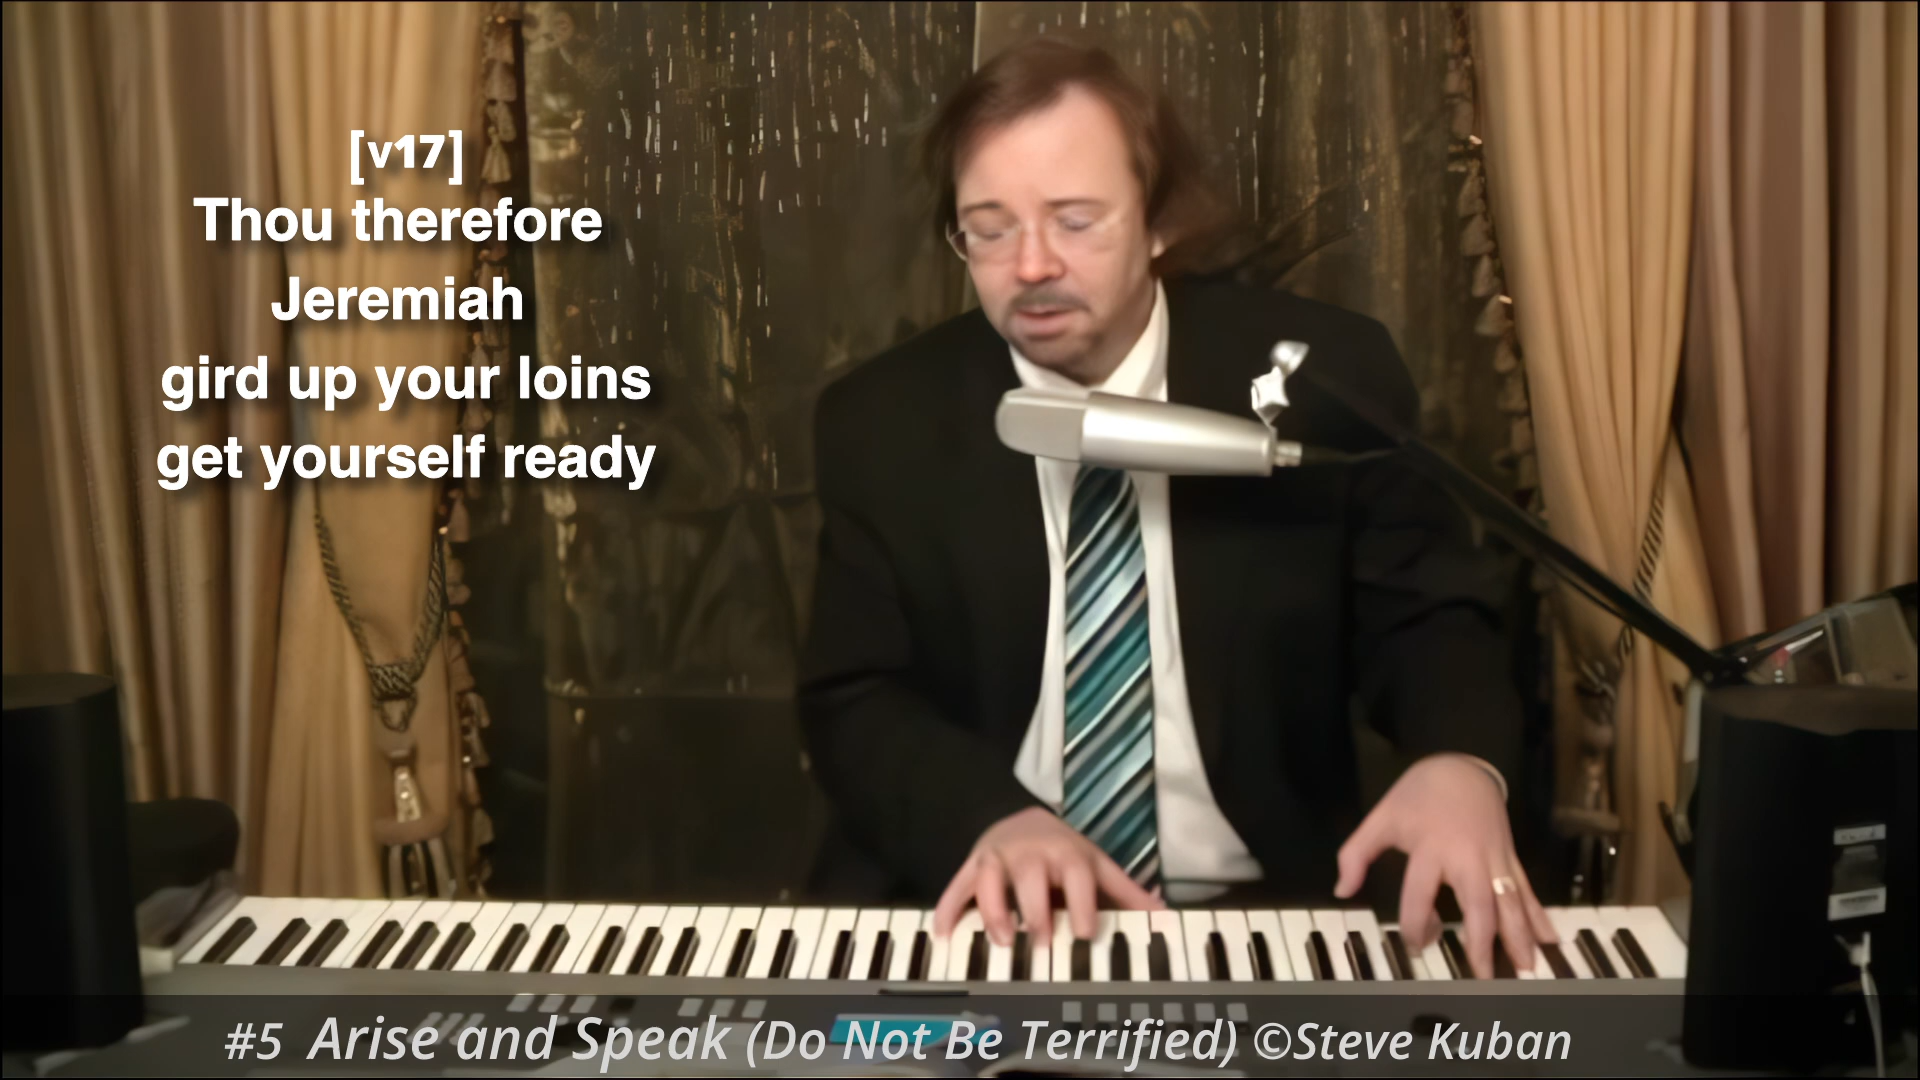 [v17]
Thou therefore
Jeremiah
gird up your loins
get yourself ready
#5 Arise and Speak (Do Not Be Terrified) ©Steve Kuban